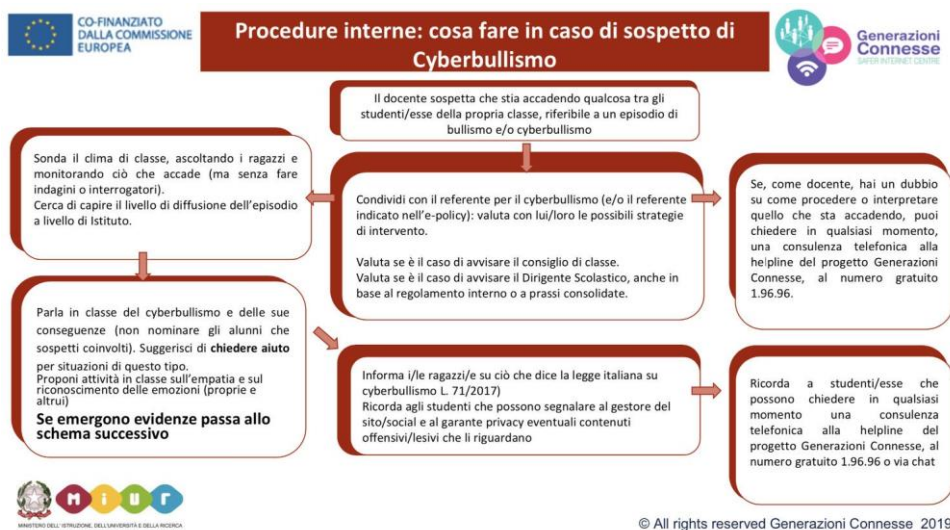 CO-FINANZIATO
DALLA COMMISSIONE
EUROPEA
Procedure interne: cosa fare in caso di sospetto di
Cyberbullismo
Generazioni
Connesse
SAFER INTERNET CENTRE
Il docente sospetta che stia accadendo qualcosa tra gli
studenti/esse della propria classe, riferibile a un episodio di
bullismo e/o cyberbullismo
Sonda il clima di classe, ascoltando i ragazzi e
monitorando ciò che accade (ma senza fare
indagini o interrogatori).
Cerca di capire il livello di diffusione dell'episodio
a livello di Istituto.
Condividi con il referente per il cyberbullismo (e/o il referente
indicato nell'e-policy): valuta con lui/loro le possibili strategie
di intervento.
Valuta se è il caso di avvisare il consiglio di classe.
Valuta se è il caso di avvisare il Dirigente Scolastico, anche in
base al regolamento interno o a prassi consolidate.
Se, come docente, hai un dubbio
su come procedere o interpretare
quello che sta accadendo, puoi
chiedere in qualsiasi momento,
una consulenza telefonica alla
helpline del progetto Generazioni
Connesse, al numero gratuito
1.96.96.
Parla in classe del cyberbullismo e delle sue
conseguenze (non nominare gli alunni che
sospetti coinvolti). Suggerisci di chiedere aiuto
per situazioni di questo tipo.
Proponi attività in classe sull'empatia e sul
riconoscimento delle emozioni (proprie e
altrui)
Se emergono evidenze passa allo
schema successivo
Informa i/le ragazzi/e su ciò che dice la legge italiana su
cyberbullismo L. 71/2017)
Ricorda agli studenti che possono segnalare al gestore del
sito/social e al garante privacy eventuali contenuti
offensivi/lesivi che li riguardano
Ricorda a studenti/esse che
possono chiedere in qualsiasi
momento una consulenza
telefonica alla helpline del
progetto Generazioni Connesse, al
numero gratuito 1.96.96 o via chat
miur
MINISTERO DELL'ISTRUZIONE, DELL'UNIVERSITÀ E DELLA RICERCA
© All rights reserved Generazioni Connesse 2019